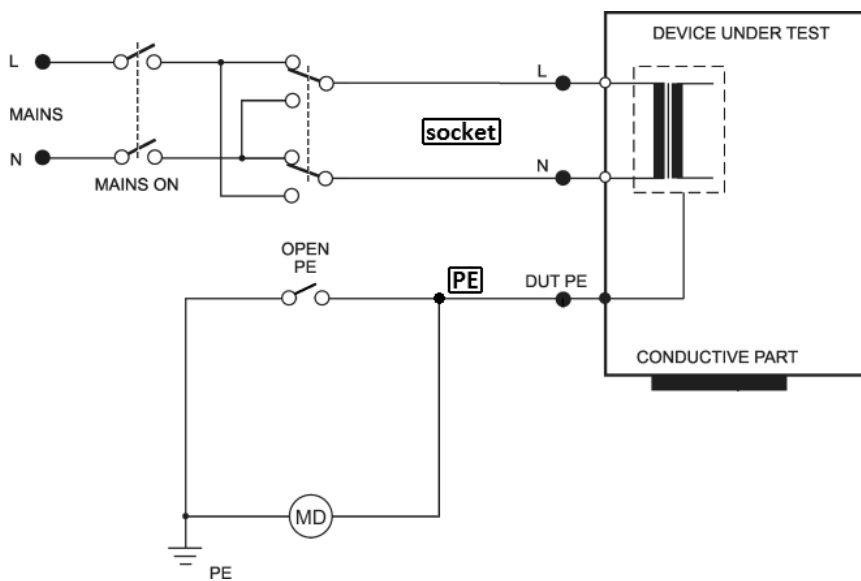 DEVICE UNDER TEST
L
L
MAINS
socket
N
N
MAINS ON
OPEN
PE
PE
DUT PE
CONDUCTIVE PART
MD
PE